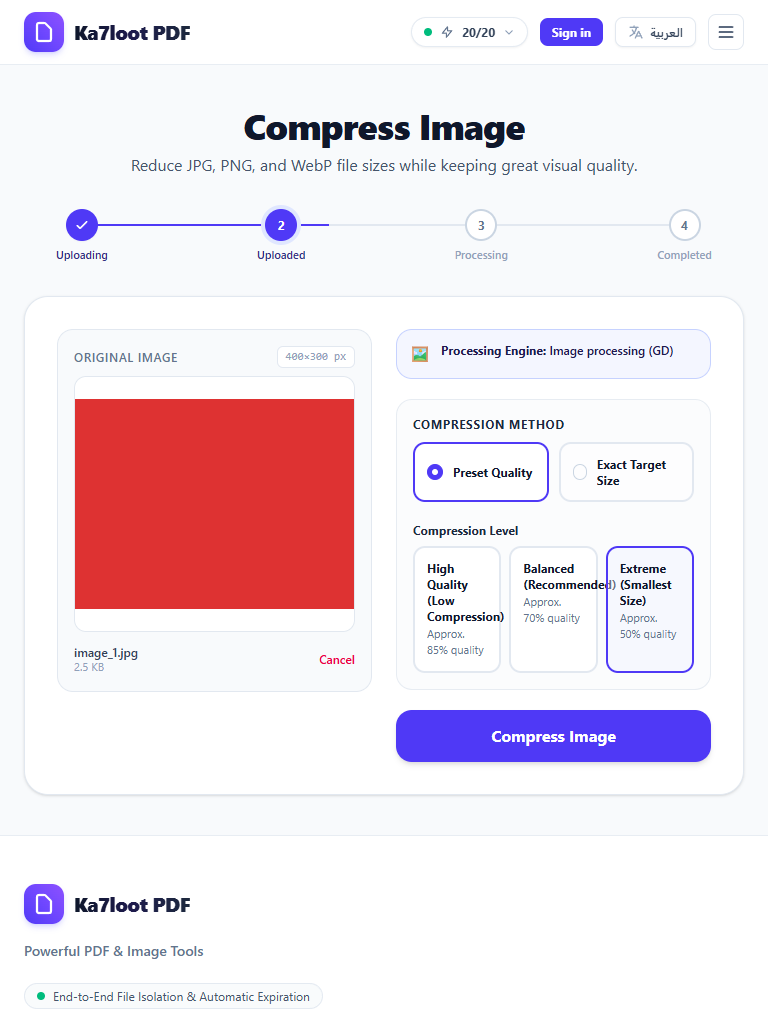 Ka7loot PDF
20/20
Sign in
العربية
Compress Image
Reduce JPG, PNG, and WebP file sizes while keeping great visual quality.
2
3
4
Uploading
Uploaded
Processing
Completed
ORIGINAL IMAGE
400×300 px
image_1.jpg
2.5 KB
Cancel
Processing Engine: Image processing (GD)
COMPRESSION METHOD
Preset Quality
Exact Target
Size
Compression Level
High
Quality
(Low
Compression)
Approx.
85% quality
Balanced
(Recommended)
Approx.
70% quality
Extreme
(Smallest
Size)
Approx.
50% quality
Compress Image
Ka7loot PDF
Powerful PDF & Image Tools
End-to-End File Isolation & Automatic Expiration